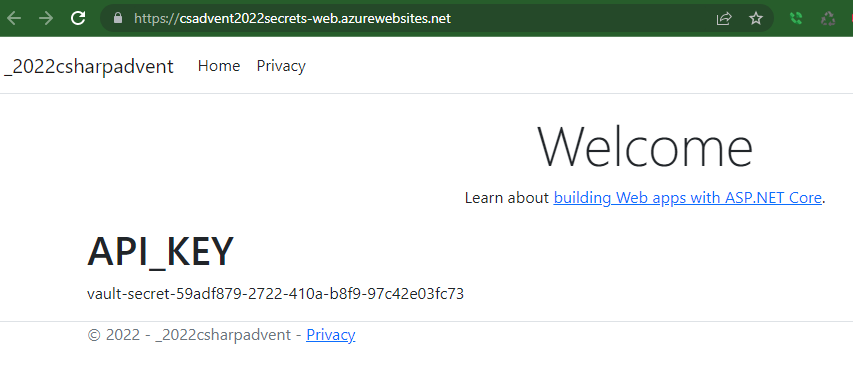 https://csadvent2022secrets-web.azurewebsites.net
_2022csharpadvent Home Privacy
Welcome
Learn about building Web apps with ASP.NET Core.
API_KEY
vault-secret-59adf879-2722-410a-b8f9-97c42e03fc73
© 2022 - _2022csharpadvent - Privacy